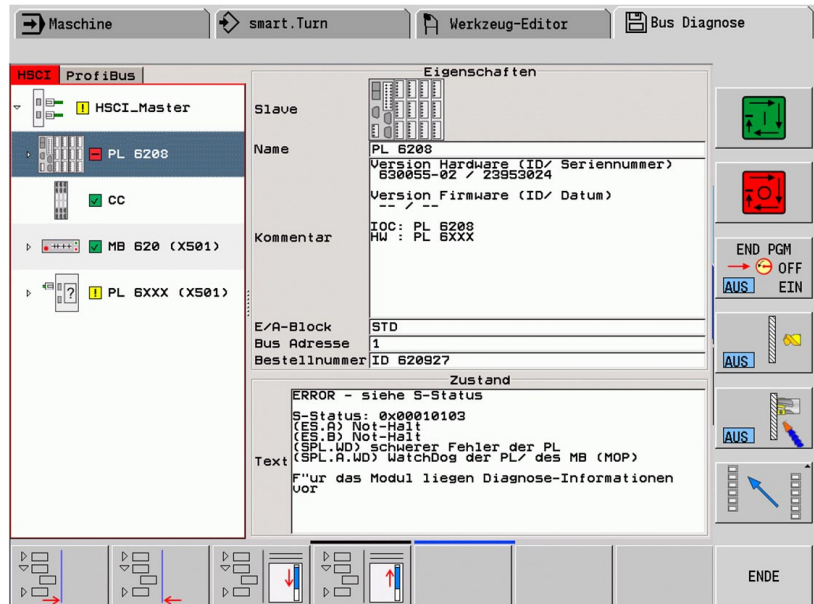 Maschine
smart.Turn
Werkzeug-Editor
Bus Diagnose
HSCI
ProfiBus
HSCI_Master
PL 6208
CC
MB 620 (X501)
PL 6XXX (X501)
Eigenschaften
Slave
Name
PL 6208
Kommentar
Version Hardware (ID/ Seriennummer)
630055-02 / 23953024
Version Firmware (ID/ Datum)
-- / --
IOC: PL 6208
HW : PL 6XXX
E/A-Block
STD
Bus Adresse
1
Bestellnummer
ID 620927
Zustand
Text
ERROR - siehe S-Status
S-Status: 0x00010103
(ES.A) Not-Halt
(ES.B) Not-Halt
(SPL.WD) schwerer Fehler der PL
(SPL.A.WD) WatchDog der PL/ des MB (MOP)
F"ur das Modul liegen Diagnose-Informationen
vor
END PGM
OFF
AUS EIN
AUS
AUS
ENDE